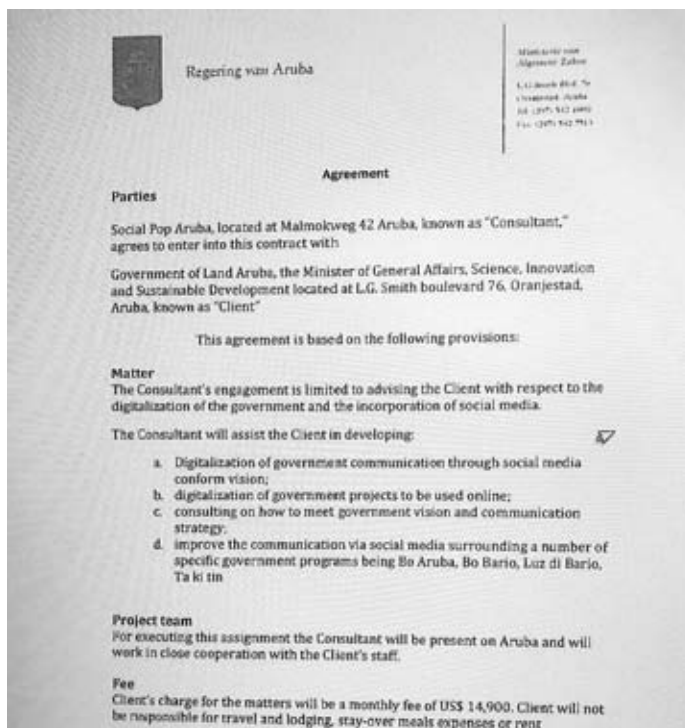 Regering van Aruba
Ministerie van
Algemene Zaken
Agreement
Parties
Social Pop Aruba, located at Malmokweg 42 Aruba, known as "Consultant,"
agrees to enter into this contract with
Government of Land Aruba, the Minister of General Affairs, Science, Innovation
and Sustainable Development located at L.G. Smith boulevard 76, Oranjestad,
Aruba, known as "Client"
This agreement is based on the following provisions:
Matter
The Consultant's engagement is limited to advising the Client with respect to the
digitalization of the government and the incorporation of social media.
The Consultant will assist the Client in developing:
a. Digitalization of government communication through social media
conform vision;
b. digitalization of government projects to be used online;
c. consulting on how to meet government vision and communication
strategy;
d. improve the communication via social media surrounding a number of
specific government programs being Bo Aruba, Bo Bario, Luz di Bario,
Ta ki tin
Project team
For executing this assignment the Consultant will be present on Aruba and will
work in close cooperation with the Client's staff.
Fee
Client's charge for the matters will be a monthly fee of US$ 14,900. Client will not
be responsible for travel and lodging, stay-over meals expenses or rent